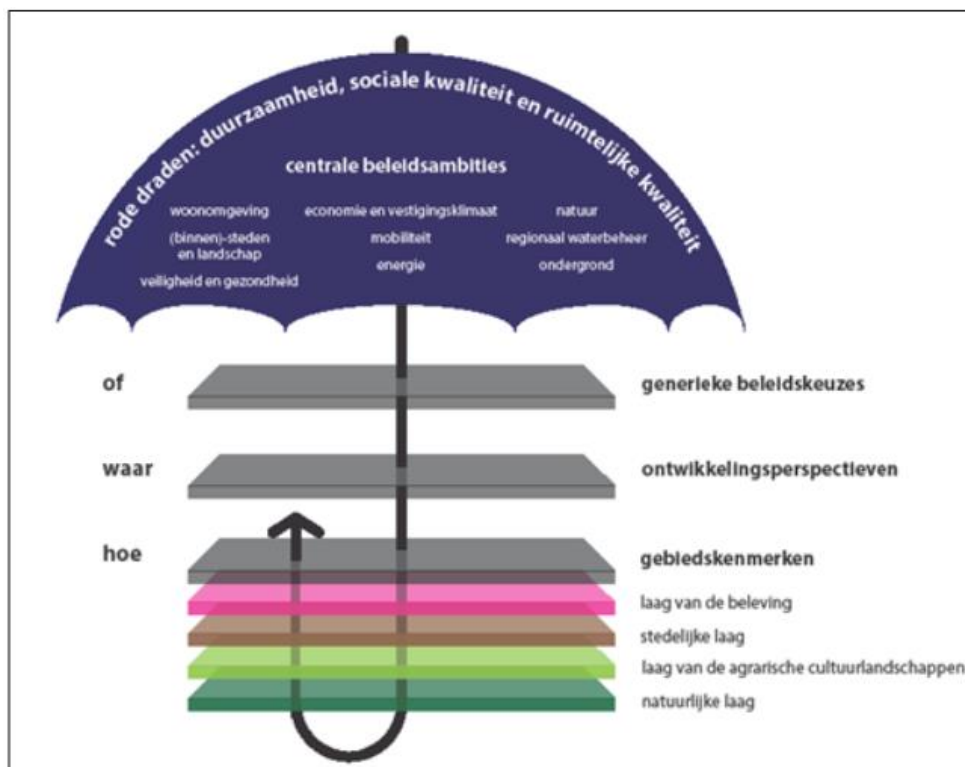 rode draden: duurzaamheid, sociale kwaliteit en ruimtelijke kwaliteit
centrale beleidsambities
woonomgeving
(binnen)-steden
en landschap
veiligheid en gezondheid
economie en vestigingsklimaat
mobiliteit
energie
natuur
regionaal waterbeheer
ondergrond
of
generieke beleidskeuzes
waar
ontwikkelingsperspectieven
hoe
gebiedskenmerken
laag van de beleving
stedelijke laag
laag van de agrarische cultuurlandschappen
natuurlijke laag